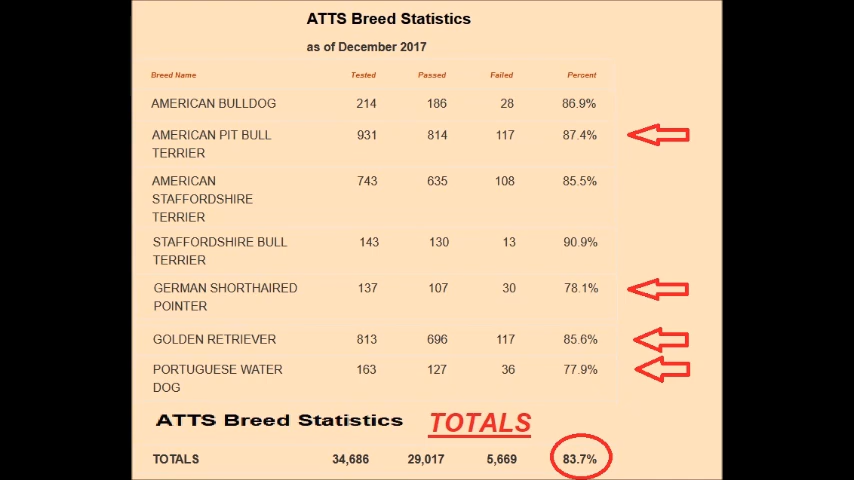 ATTS Breed Statistics
as of December 2017
Breed Name Tested Passed Failed Percent
AMERICAN BULLDOG 214 186 28 86.9%
AMERICAN PIT BULL 931 814 117 87.4%
TERRIER
AMERICAN 743 635 108 85.5%
STAFFORDSHIRE
TERRIER
STAFFORDSHIRE BULL 143 130 13 90.9%
TERRIER
GERMAN SHORTHAIRED 137 107 30 78.1%
POINTER
GOLDEN RETRIEVER 813 696 117 85.6%
PORTUGUESE WATER 163 127 36 77.9%
DOG
ATTS Breed Statistics TOTALS
TOTALS 34,686 29,017 5,669 83.7%